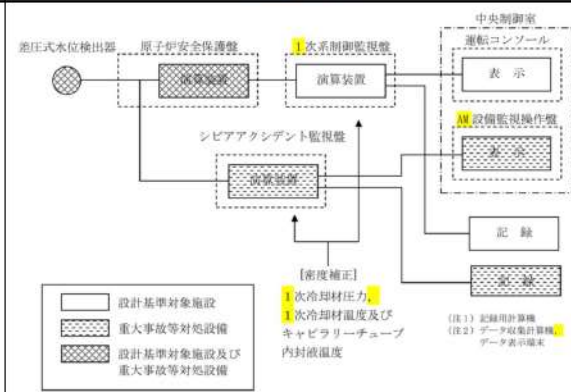 中央制御室
差圧式水位検出器
原子炉安全保護盤
1次系制御監視盤
運転コンソール
演算装置
演算装置
表示
AM設備監視操作盤
シビアアクシデント監視盤
表示
演算装置
記録
記録
[密度補正]
1次冷却材圧力,
1次冷却材温度及び
キャピラリーチューブ
内封液温度
設計基準対象施設
重大事故等対処設備
設計基準対象施設及び
重大事故等対処設備
(注1) 記録用計算機
(注2) データ収集計算機,
データ表示端末